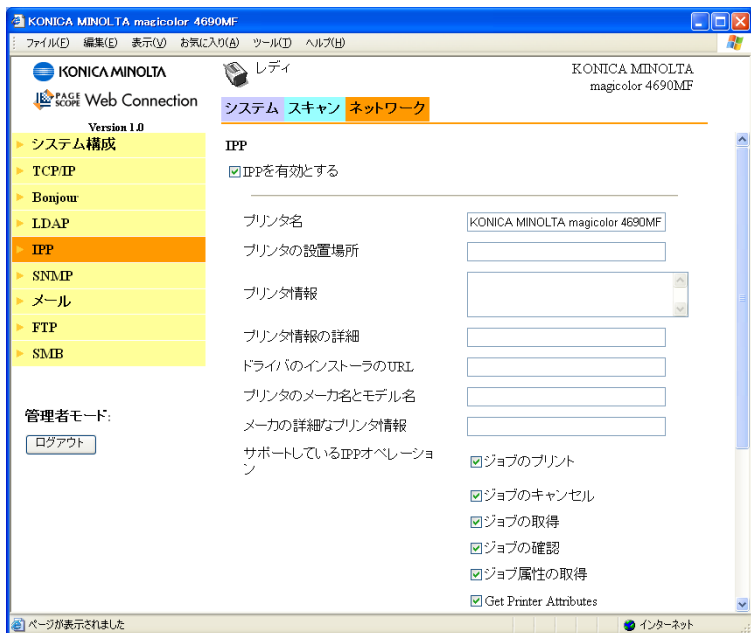 KONICA MINOLTA magicolor 4690MF
ファイル(F) 編集(E) 表示(V) お気に入り(A) ツール(T) ヘルプ(H)
KONICA MINOLTA
PAGE SCOPE Web Connection
Version 1.0
レディ
KONICA MINOLTA
magicolor 4690MF
システム スキャン ネットワーク
システム構成
TCP/IP
Bonjour
LDAP
IPP
SNMP
メール
FTP
SMB
管理者モード:
ログアウト
IPP
IPPを有効とする
プリンタ名
KONICA MINOLTA magicolor 4690MF
プリンタの設置場所
プリンタ情報
プリンタ情報の詳細
ドライバのインストーラのURL
プリンタのメーカ名とモデル名
メーカの詳細なプリンタ情報
サポートしているIPPオペレーショ
ン
ジョブのプリント
ジョブのキャンセル
ジョブの取得
ジョブの確認
ジョブ属性の取得
Get Printer Attributes
ページが表示されました
インターネット